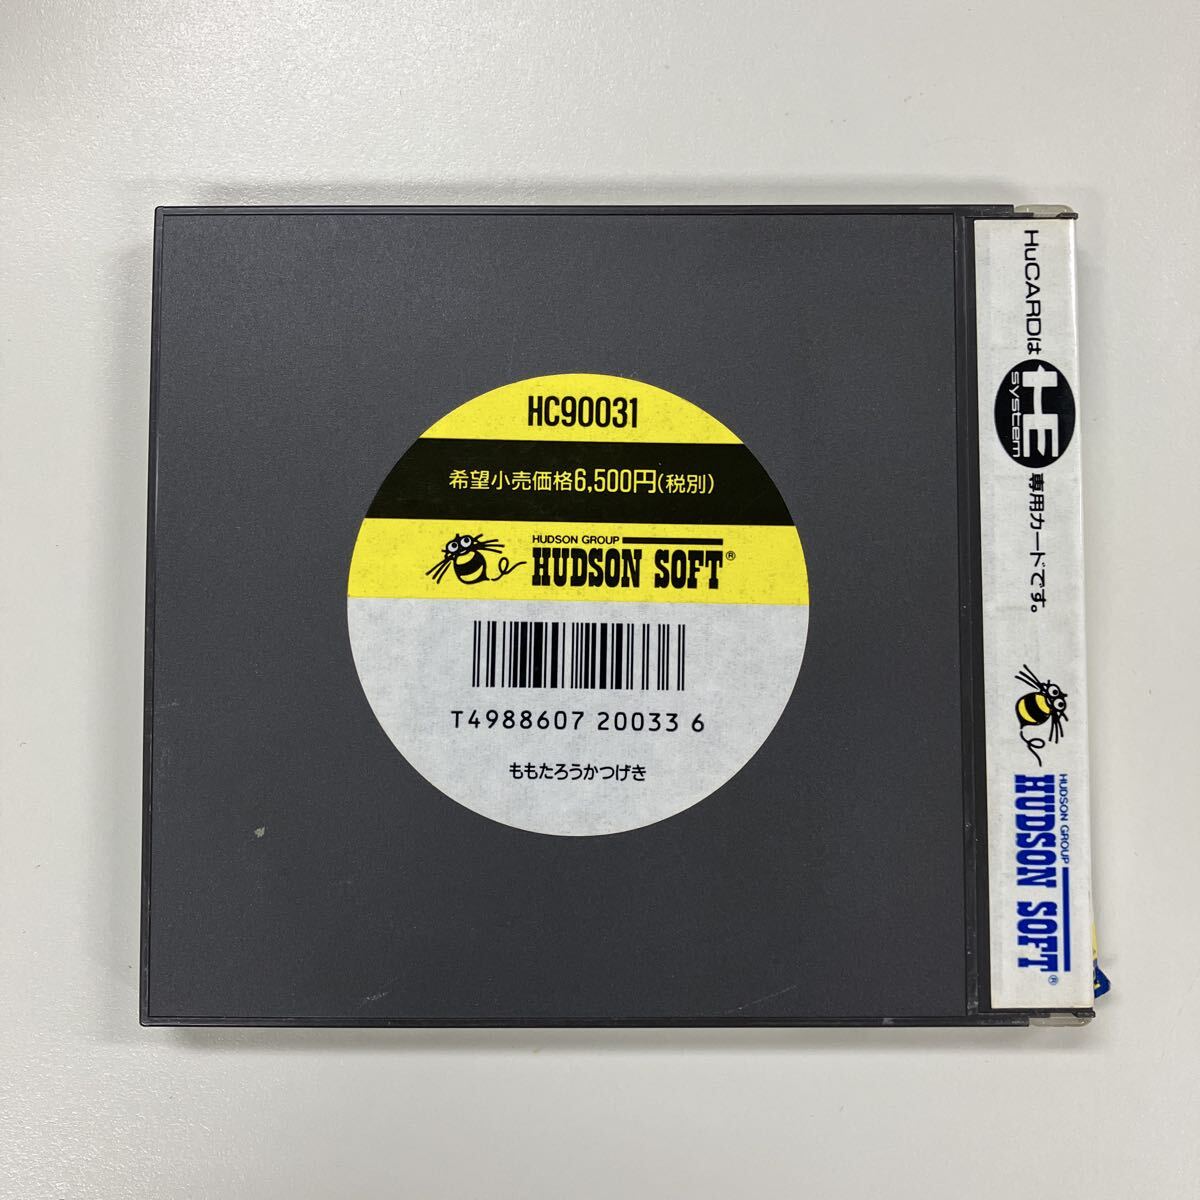 HC90031
希望小売価格6,500円(税別)
HUDSON GROUP
HUDSON SOFT®
T4988607 20033 6
ももたろうかつげき
HuCARDは HE system 専用カードです。
HUDSON GROUP
HUDSON SOFT®